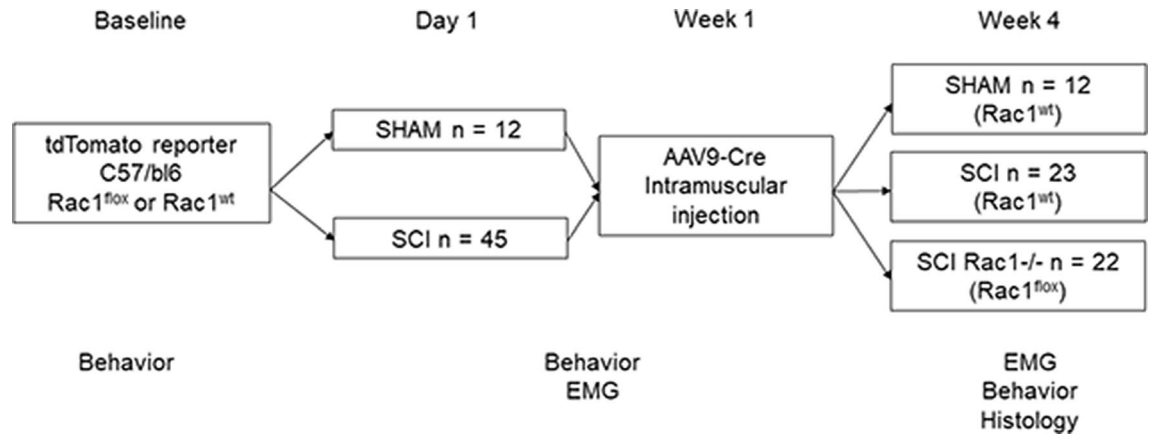 Baseline
Day 1
Week 1
Week 4
tdTomato reporter
C57/bl6
Rac1flox or Rac1wt
SHAM n = 12
SCI n = 45
AAV9-Cre
Intramuscular
injection
SHAM n = 12
(Rac1wt)
SCI n = 23
(Rac1wt)
SCI Rac1-/- n = 22
(Rac1flox)
Behavior
Behavior
EMG
EMG
Behavior
Histology